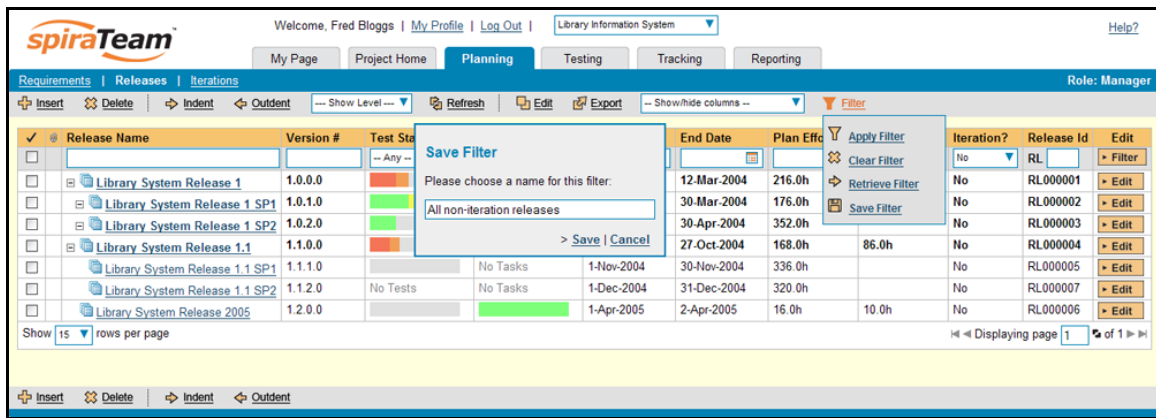 spiraTeam
Welcome, Fred Bloggs | My Profile | Log Out | Library Information System
Help?
My Page Project Home Planning Testing Tracking Reporting
Requirements | Releases | Iterations Role: Manager
Insert Delete Indent Outdent --- Show Level --- Refresh Edit Export -- Show/hide columns -- Filter
Release Name Version # Test Sta End Date Plan Effo Iteration? Release Id Edit
-- Any -- No RL Filter
Library System Release 1 1.0.0.0 12-Mar-2004 216.0h No RL000001 Edit
Library System Release 1 SP1 1.0.1.0 30-Mar-2004 176.0h No RL000002 Edit
Library System Release 1 SP2 1.0.2.0 30-Apr-2004 352.0h No RL000003 Edit
Library System Release 1.1 1.1.0.0 27-Oct-2004 168.0h 86.0h No RL000004 Edit
Library System Release 1.1 SP1 1.1.1.0 No Tasks 1-Nov-2004 30-Nov-2004 336.0h No RL000005 Edit
Library System Release 1.1 SP2 1.1.2.0 No Tests No Tasks 1-Dec-2004 31-Dec-2004 320.0h No RL000007 Edit
Library System Release 2005 1.2.0.0 1-Apr-2005 2-Apr-2005 16.0h 10.0h No RL000006 Edit
Save Filter
Please choose a name for this filter:
All non-iteration releases
> Save | Cancel
Apply Filter
Clear Filter
Retrieve Filter
Save Filter
Show 15 rows per page Displaying page 1 of 1
Insert Delete Indent Outdent